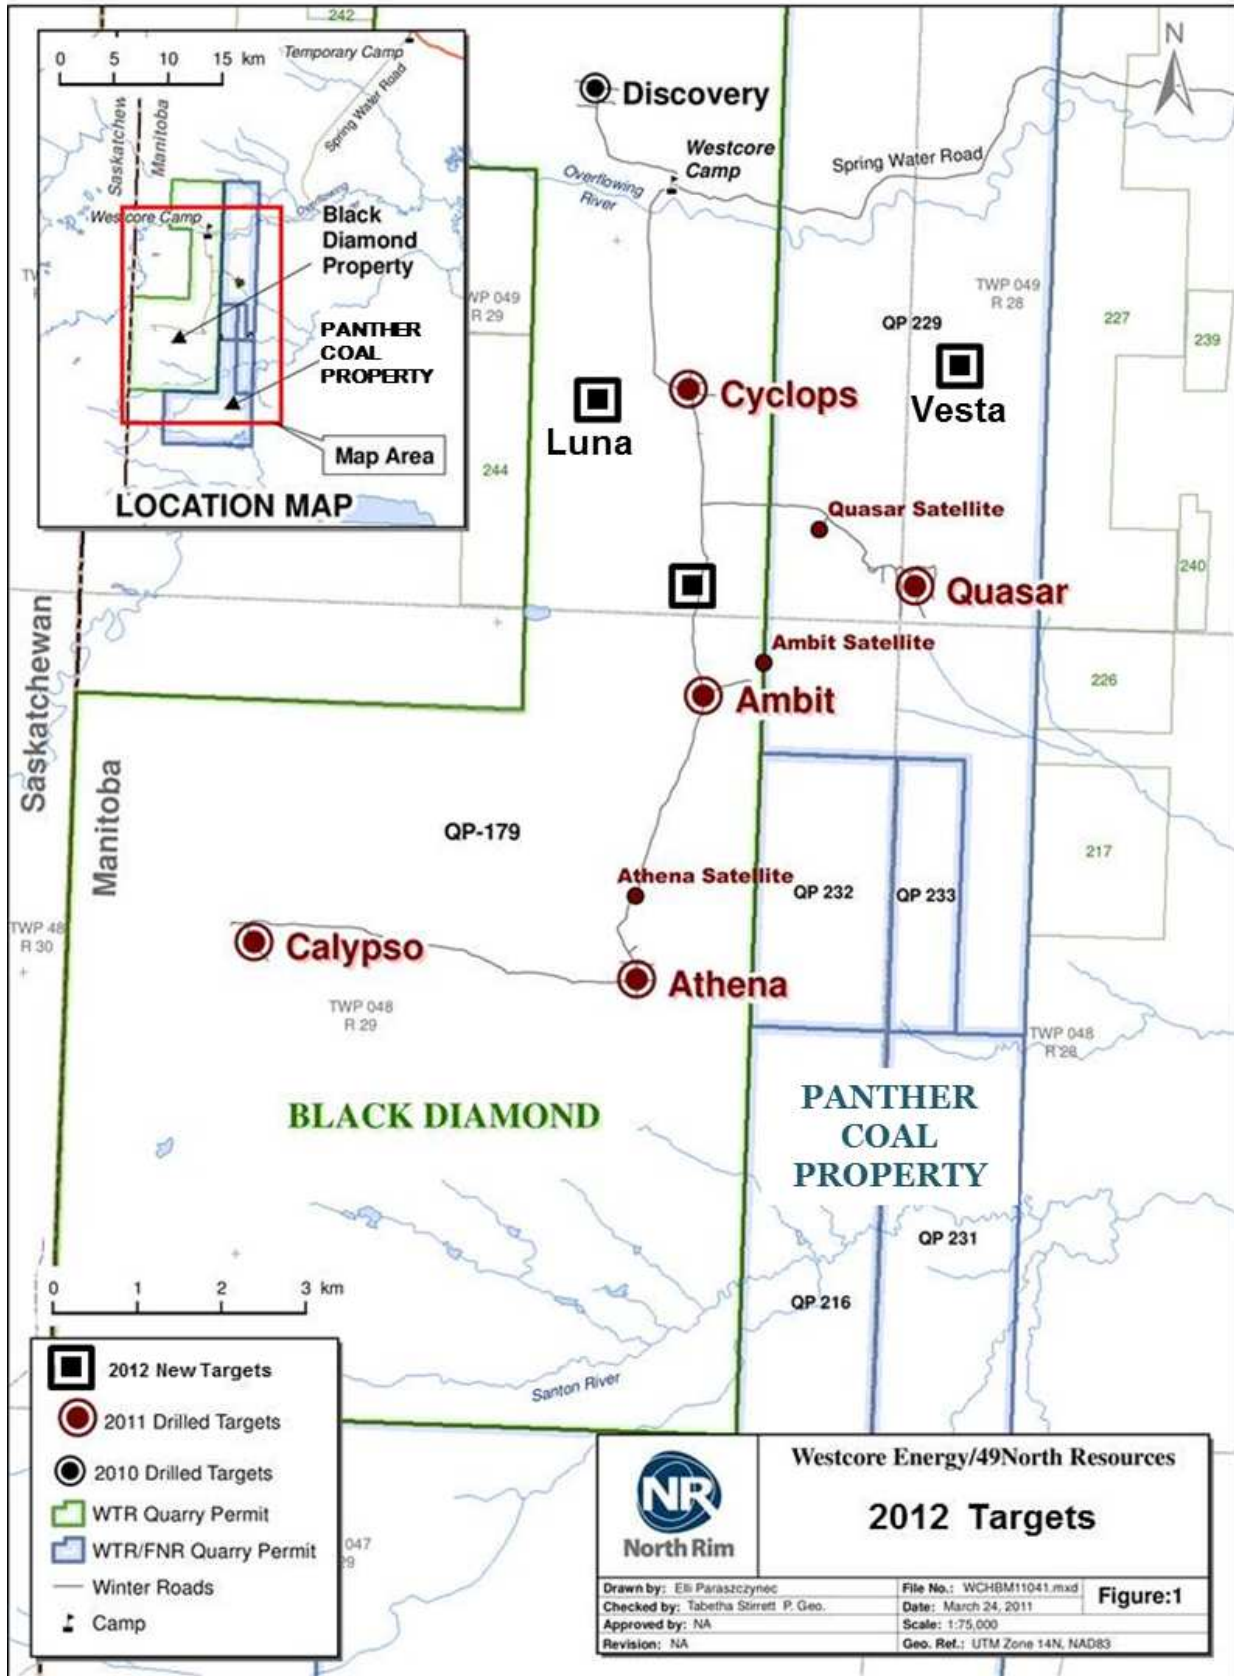 242
0 5 10 15 km
Temporary Camp
Spring Water Road
Saskatchew
Manitoba
Overflowing
Westcore Camp
Black
Diamond
Property
PANTHER
COAL
PROPERTY
Map Area
LOCATION MAP
N
Discovery
Westcore
Camp
Spring Water Road
Overflowing
River
TWP 049
R 28
WP 049
R 29
QP 229
227
239
Cyclops
Vesta
Luna
244
Quasar Satellite
240
Quasar
Ambit Satellite
226
Ambit
Saskatchewan
Manitoba
QP-179
217
Athena Satellite
QP 232
QP 233
TWP 48
R 30
Calypso
Athena
TWP 048
R 29
TWP 048
R 28
BLACK DIAMOND
PANTHER
COAL
PROPERTY
QP 231
QP 216
0 1 2 3 km
Santon River
2012 New Targets
2011 Drilled Targets
2010 Drilled Targets
WTR Quarry Permit
WTR/FNR Quarry Permit
Winter Roads
Camp
047
29
NR
North Rim
Westcore Energy/49North Resources
2012 Targets
Drawn by: Elli Paraszczynec
File No.: WCHBM11041.mxd
Figure:1
Checked by: Tabetha Stirrett P. Geo.
Date: March 24, 2011
Approved by: NA
Scale: 1:75,000
Revision: NA
Geo. Ref.: UTM Zone 14N, NAD83